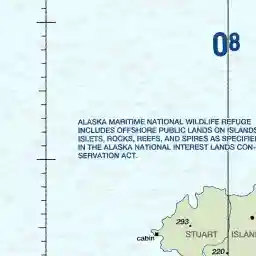 08
ALASKA MARITIME NATIONAL WILDLIFE REFUGE
INCLUDES OFFSHORE PUBLIC LANDS ON ISLANDS
ISLETS, ROCKS, REEFS, AND SPIRES AS SPECIFIE
IN THE ALASKA NATIONAL INTEREST LANDS CON-
SERVATION ACT.
293
cabin
STUART ISLAN
220